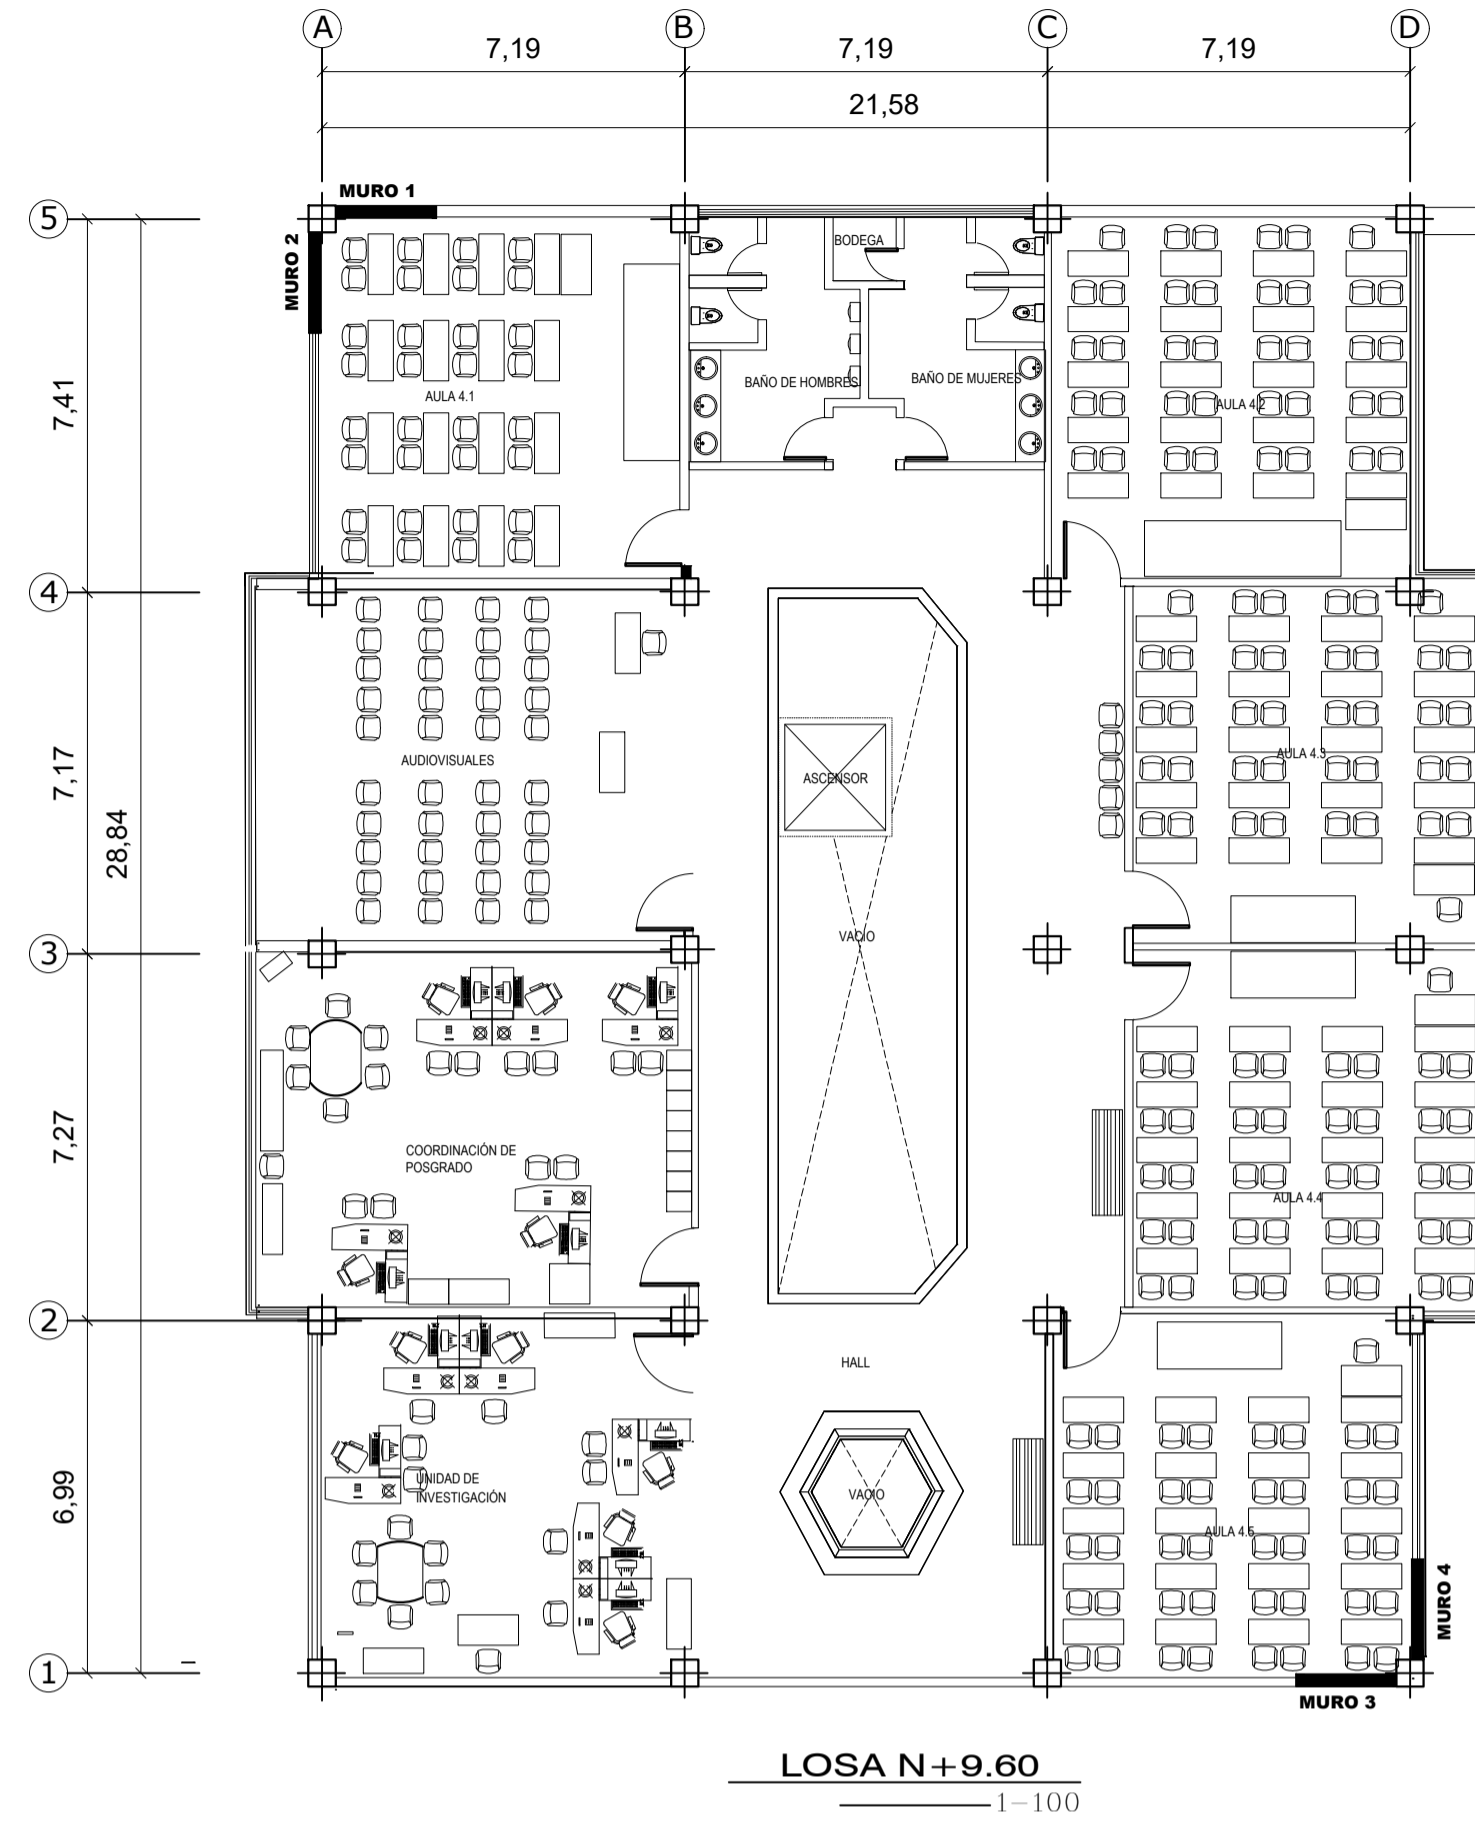 A B C D
7,19 7,19 7,19
21,58
MURO 1
5
MURO 2
BODEGA
7,41
BAÑO DE HOMBRES
BAÑO DE MUJERES
AULA 4.1
AULA 4.2
4
7,17
AUDIOVISUALES
ASCENSOR
AULA 4.3
28,84
VACIO
3
7,27
COORDINACIÓN DE
POSGRADO
AULA 4.4
2
HALL
6,99
UNIDAD DE
INVESTIGACIÓN
VACIO
AULA 4.5
MURO 4
1
MURO 3
LOSA N+9.60
1-100